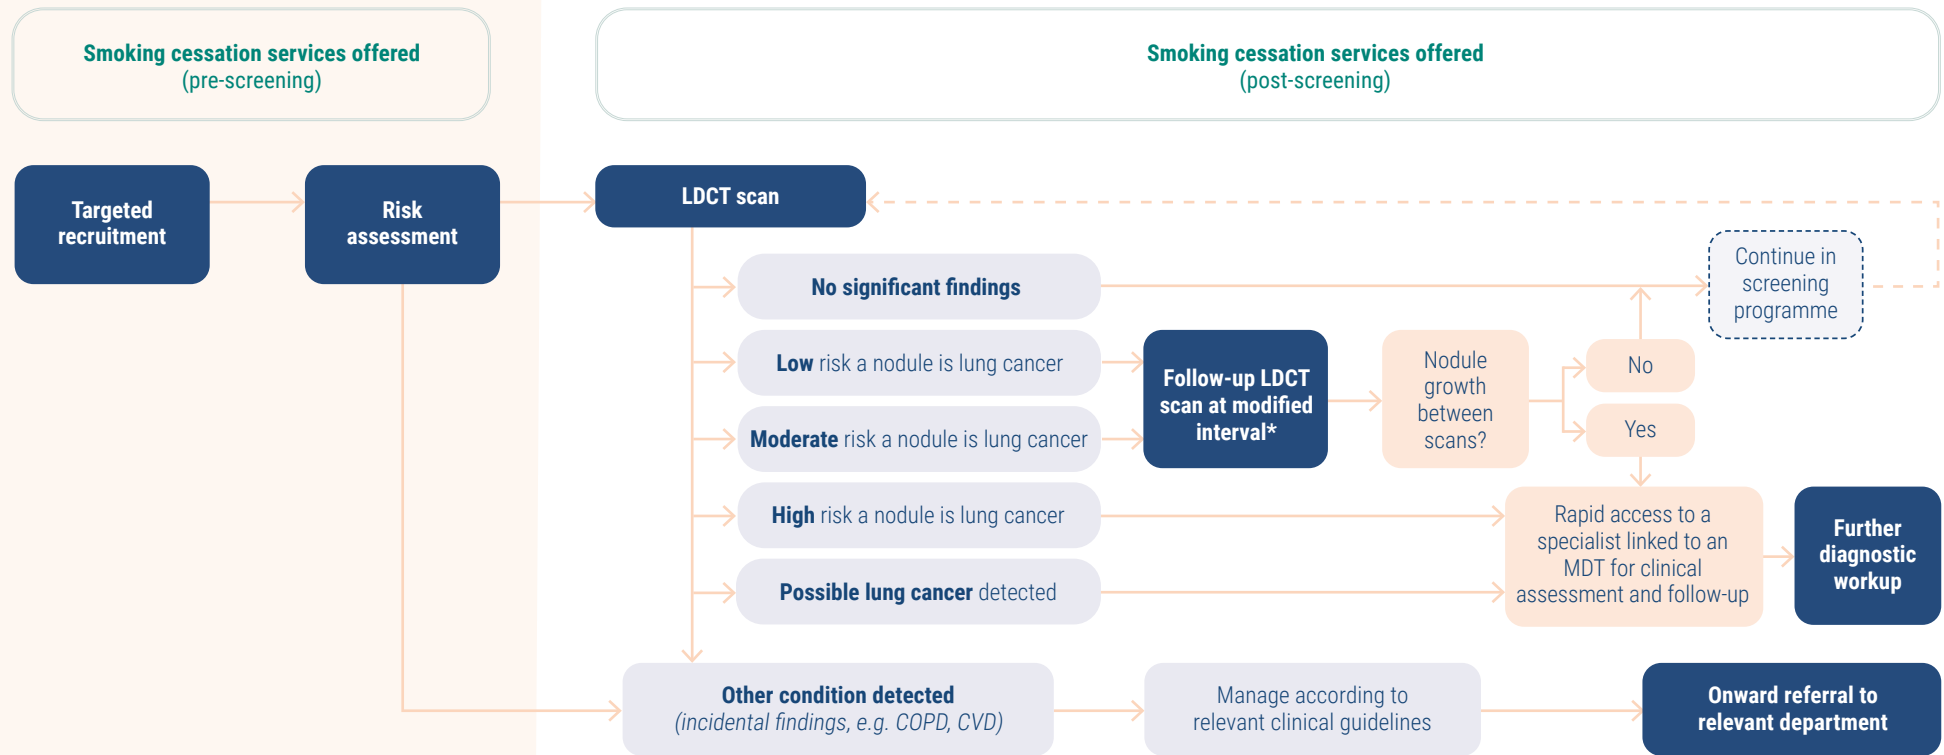 Smoking cessation services offered
(pre-screening)
Smoking cessation services offered
(post-screening)
Targeted
recruitment
Risk
assessment
LDCT scan
No significant findings
Continue in
screening
programme
Low risk a nodule is lung cancer
Moderate risk a nodule is lung cancer
Follow-up LDCT
scan at modified
interval*
Nodule
growth
between
scans?
No
Yes
High risk a nodule is lung cancer
Possible lung cancer detected
Rapid access to a
specialist linked to an
MDT for clinical
assessment and follow-up
Further
diagnostic
workup
Other condition detected
(incidental findings, e.g. COPD, CVD)
Manage according to
relevant clinical guidelines
Onward referral to
relevant department